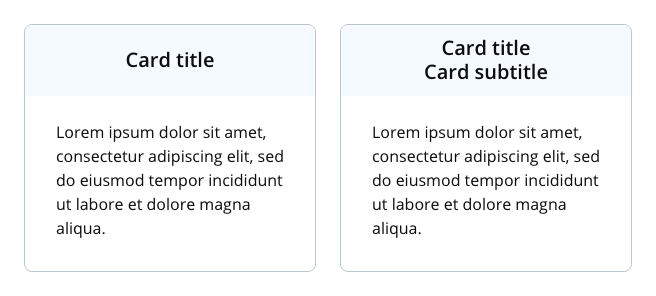 Card title
Lorem ipsum dolor sit amet,
consectetur adipiscing elit, sed
do eiusmod tempor incididunt
ut labore et dolore magna
aliqua.
Card title
Card subtitle
Lorem ipsum dolor sit amet,
consectetur adipiscing elit, sed
do eiusmod tempor incididunt
ut labore et dolore magna
aliqua.